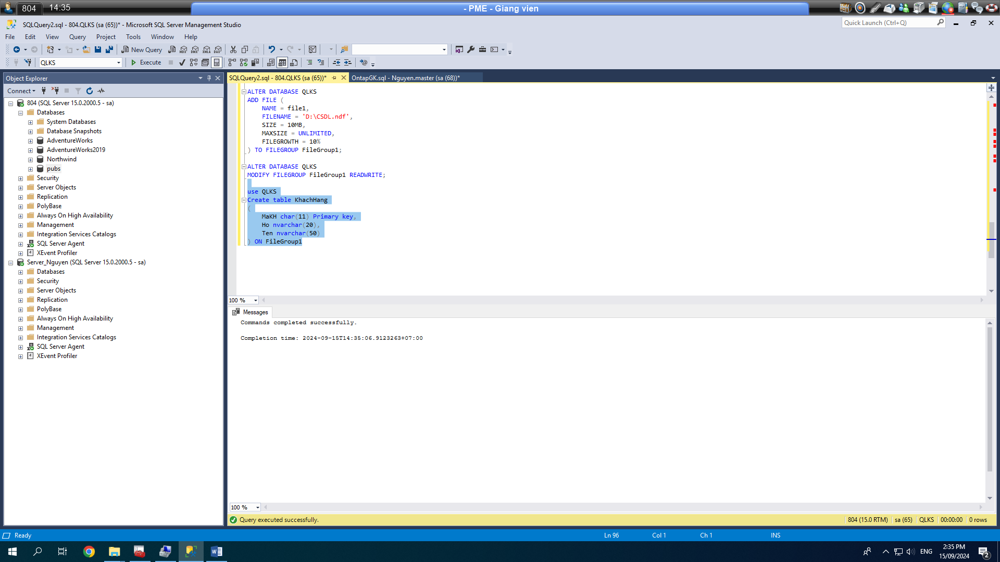 804
14:35
- PME - Giang vien
SQLQuery2.sql - 804.QLKS (sa (65))* - Microsoft SQL Server Management Studio
Quick Launch (Ctrl+Q)
File Edit View Query Project Tools Window Help
New Query
MDX DMX XMLA DAX
QLKS
Execute
Object Explorer
SQLQuery2.sql - 804.QLKS (sa (65))*
OntapGK.sql - Nguyen.master (sa (68))*
Connect
804 (SQL Server 15.0.2000.5 - sa)
Databases
System Databases
Database Snapshots
AdventureWorks
AdventureWorks2019
Northwind
pubs
Security
Server Objects
Replication
PolyBase
Always On High Availability
Management
Integration Services Catalogs
SQL Server Agent
XEvent Profiler
Server_Nguyen (SQL Server 15.0.2000.5 - sa)
Databases
Security
Server Objects
Replication
PolyBase
Always On High Availability
Management
Integration Services Catalogs
SQL Server Agent
XEvent Profiler
ALTER DATABASE QLKS
ADD FILE (
NAME = file1,
FILENAME = 'D:\CSDL.ndf',
SIZE = 10MB,
MAXSIZE = UNLIMITED,
FILEGROWTH = 10%
) TO FILEGROUP FileGroup1;
ALTER DATABASE QLKS
MODIFY FILEGROUP FileGroup1 READWRITE;
use QLKS
Create table KhachHang
(
MaKH char(11) Primary key,
Ho nvarchar(20),
Ten nvarchar(50)
) ON FileGroup1
100 %
Messages
Commands completed successfully.
Completion time: 2024-09-15T14:35:06.9123263+07:00
100 %
Query executed successfully.
804 (15.0 RTM)
sa (65)
QLKS
00:00:00
0 rows
Ready
Ln 96
Col 1
Ch 1
INS
ENG
2:35 PM
15/09/2024
2